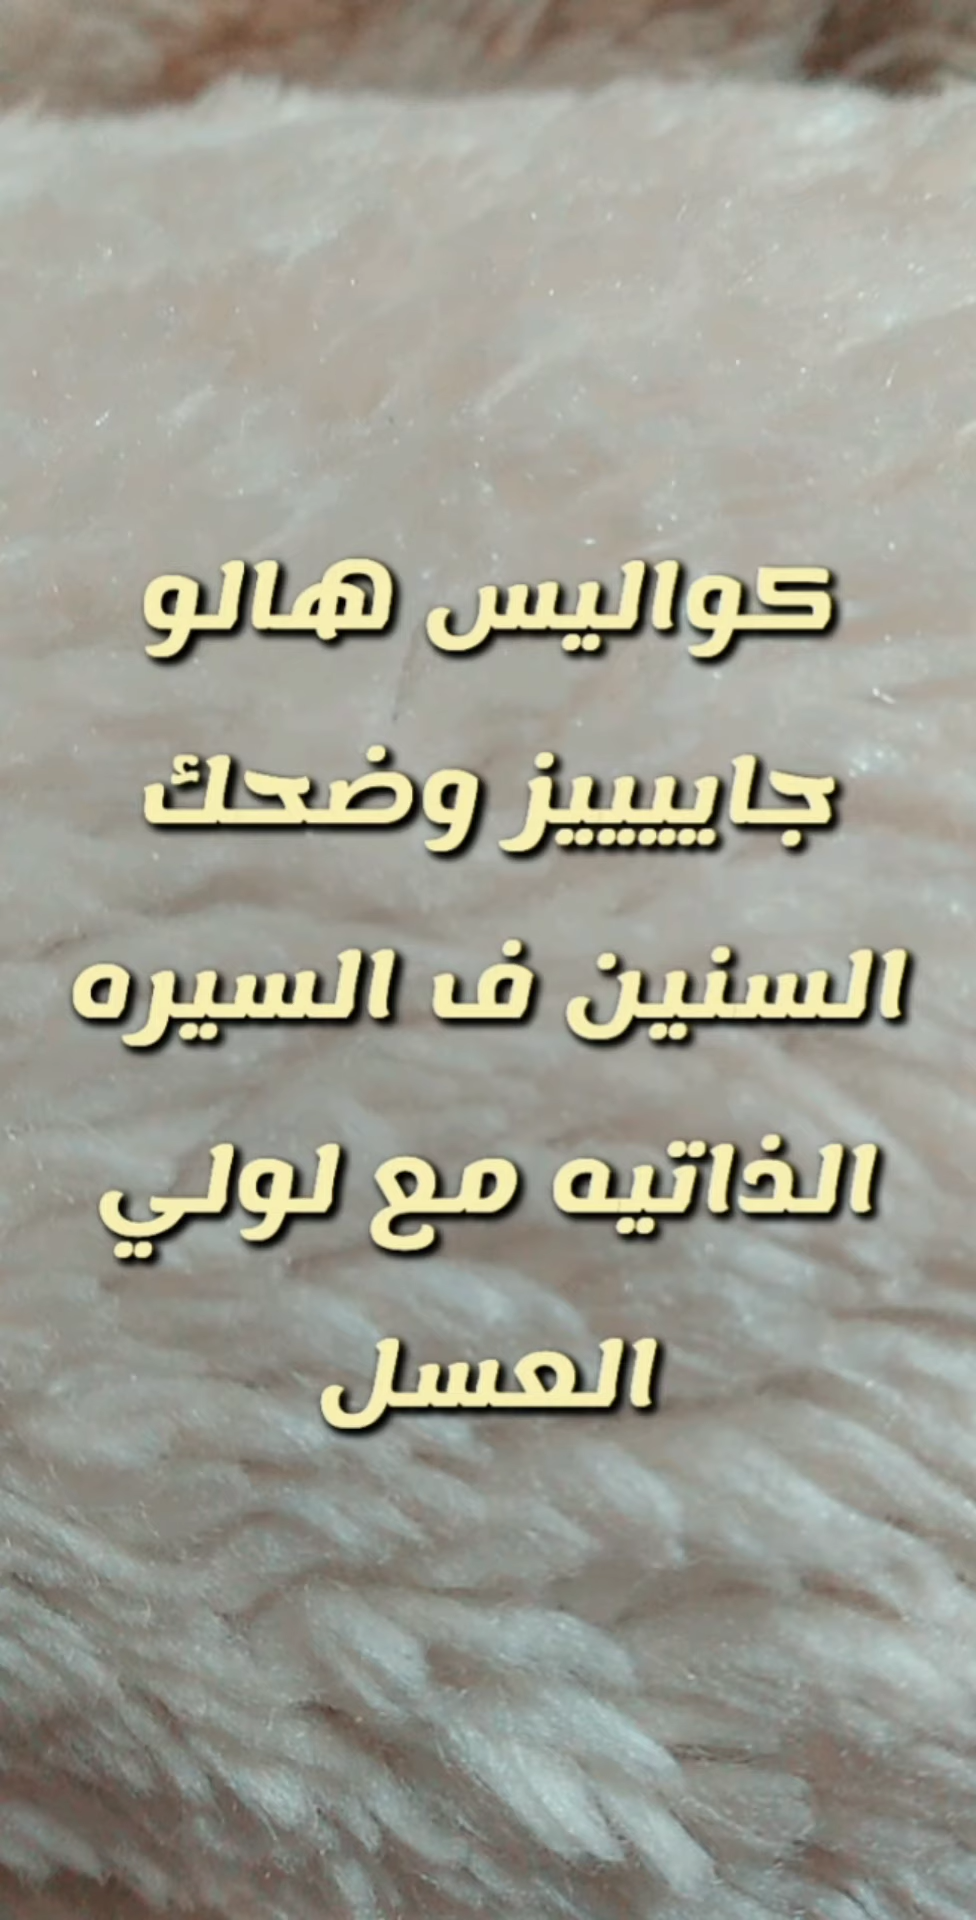 كواليس هالو
جاييييز وضحك
السنين ف السيره
الذاتيه مع لولي
العسل